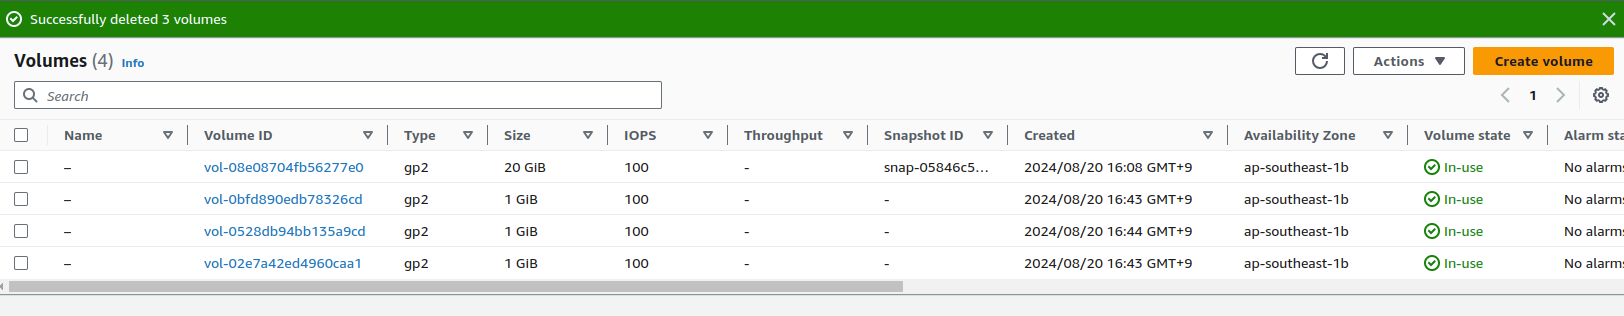 Successfully deleted 3 volumes
Volumes (4) Info
Actions
Create volume
Search
1
Name Volume ID Type Size IOPS Throughput Snapshot ID Created Availability Zone Volume state Alarm sta
– vol-08e08704fb56277e0 gp2 20 GiB 100 - snap-05846c5... 2024/08/20 16:08 GMT+9 ap-southeast-1b In-use No alarms
– vol-0bfd890edb78326cd gp2 1 GiB 100 - - 2024/08/20 16:43 GMT+9 ap-southeast-1b In-use No alarms
– vol-0528db94bb135a9cd gp2 1 GiB 100 - - 2024/08/20 16:44 GMT+9 ap-southeast-1b In-use No alarms
– vol-02e7a42ed4960caa1 gp2 1 GiB 100 - - 2024/08/20 16:43 GMT+9 ap-southeast-1b In-use No alarms